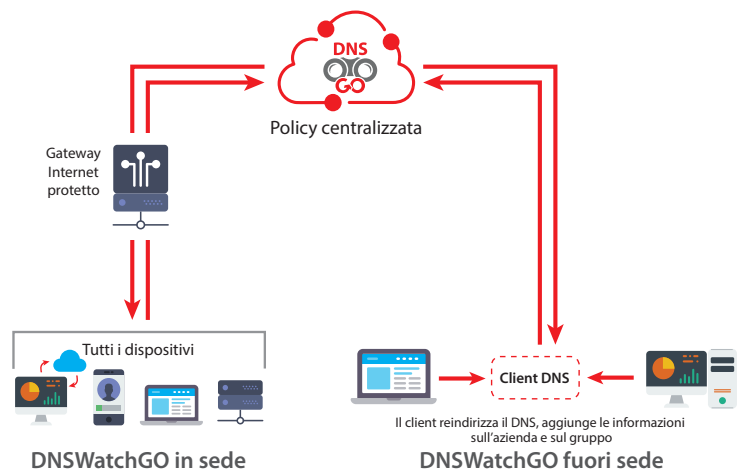 DNS
GO
Policy centralizzata
Gateway
Internet
protetto
Tutti i dispositivi
Client DNS
Il client reindirizza il DNS, aggiunge le informazioni
sull'azienda e sul gruppo
DNSWatchGO in sede
DNSWatchGO fuori sede